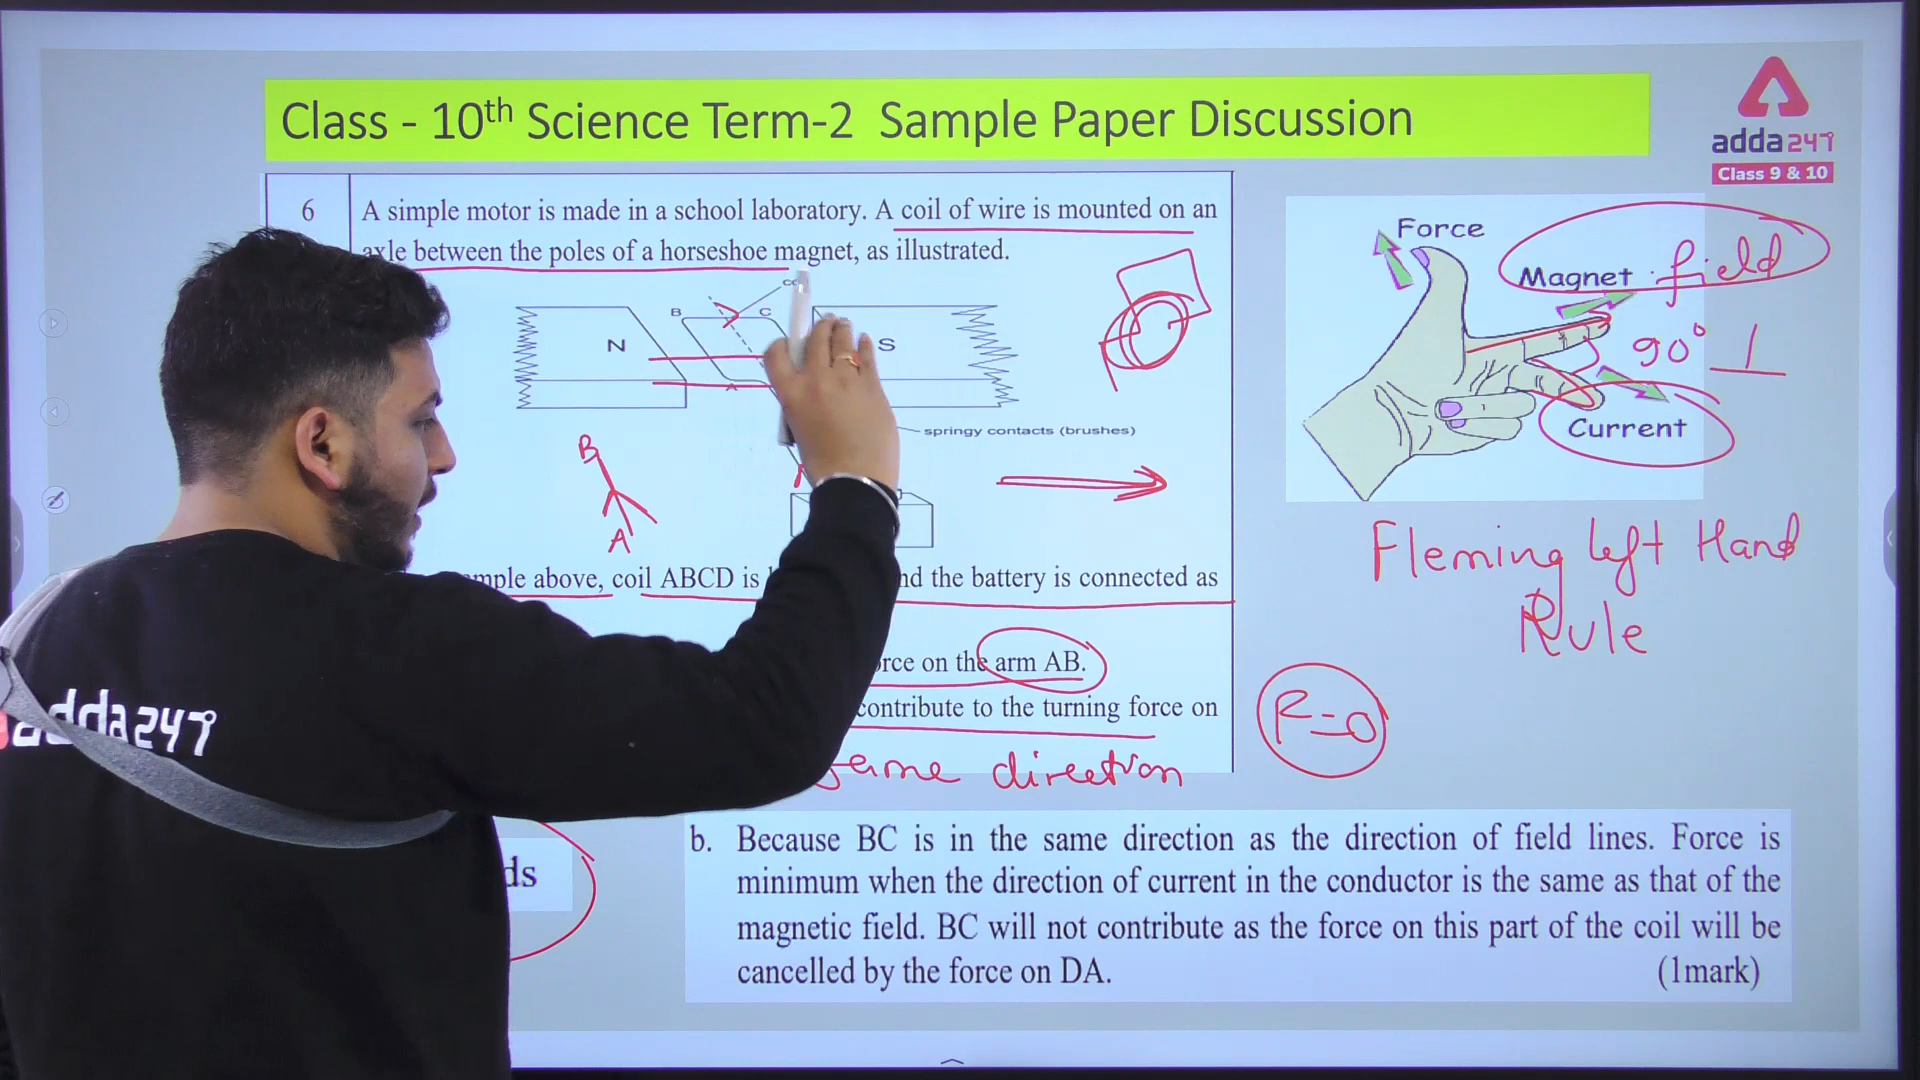 Class - 10th Science Term-2 Sample Paper Discussion
adda247
Class 9 & 10
6
A simple motor is made in a school laboratory. A coil of wire is mounted on an
axle between the poles of a horseshoe magnet, as illustrated.
B
C
N
S
A
springy contacts (brushes)
B
A
mple above, coil ABCD is
nd the battery is connected as
rce on the arm AB.
contribute to the turning force on
same direction
Force
Magnet field
90° ⊥
Current
Fleming left Hand
Rule
F=0
ds
b. Because BC is in the same direction as the direction of field lines. Force is
minimum when the direction of current in the conductor is the same as that of the
magnetic field. BC will not contribute as the force on this part of the coil will be
cancelled by the force on DA.
(1mark)
adda247